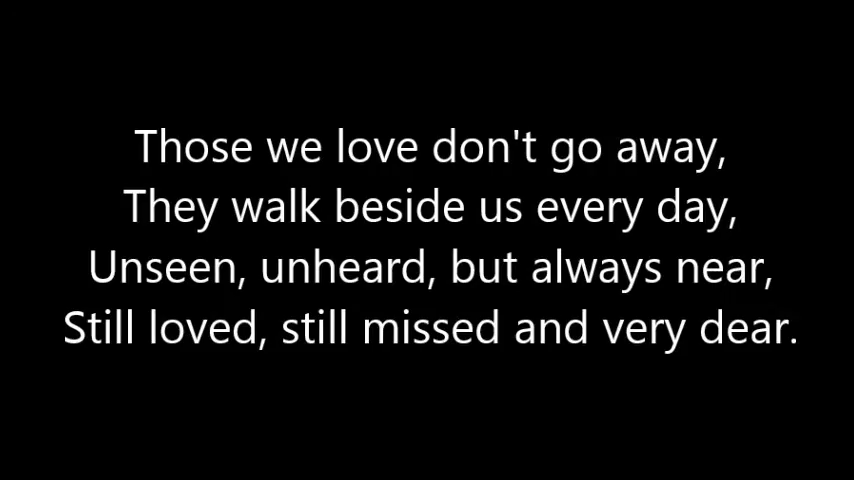 Those we love don't go away,
They walk beside us every day,
Unseen, unheard, but always near,
Still loved, still missed and very dear.